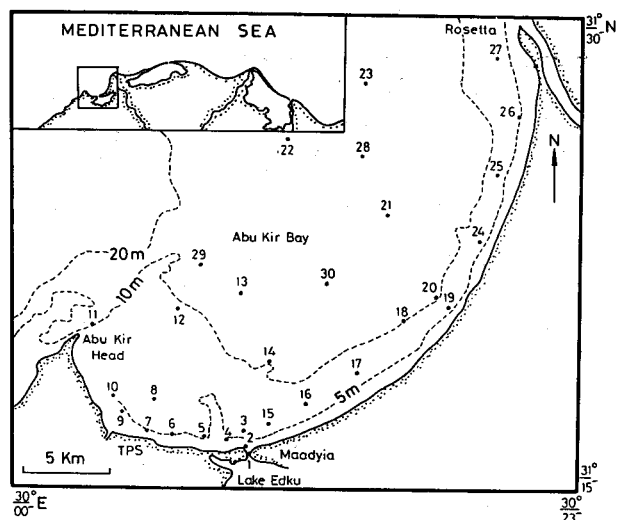 MEDITERRANEAN SEA
Rosetta
31°
30
N
27
23
26
N
.22
28
25
21
24
20m
29
Abu Kir Bay
10m
13
30
20
19
12
18
11
Abu Kir
Head
14
17
5m
10
8
16
9
7
6
5
4
3
15
2
TPS
Maadyia
5 Km
1
Lake Edku
31°
15
30°
00
E
30°
23